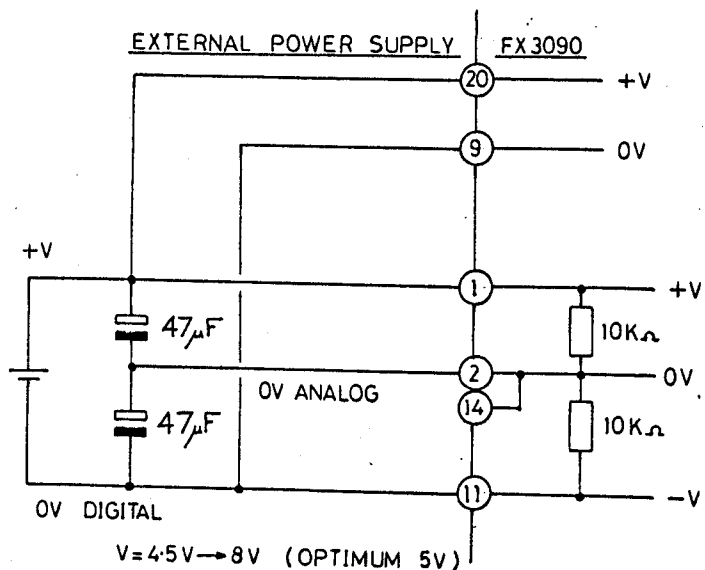 EXTERNAL POWER SUPPLY FX3090
20 +V
9 0V
+V
1 +V
47µF 10KΩ
2 0V
0V ANALOG
14
47µF 10KΩ
11 -V
0V DIGITAL
V=4·5V→8V (OPTIMUM 5V)